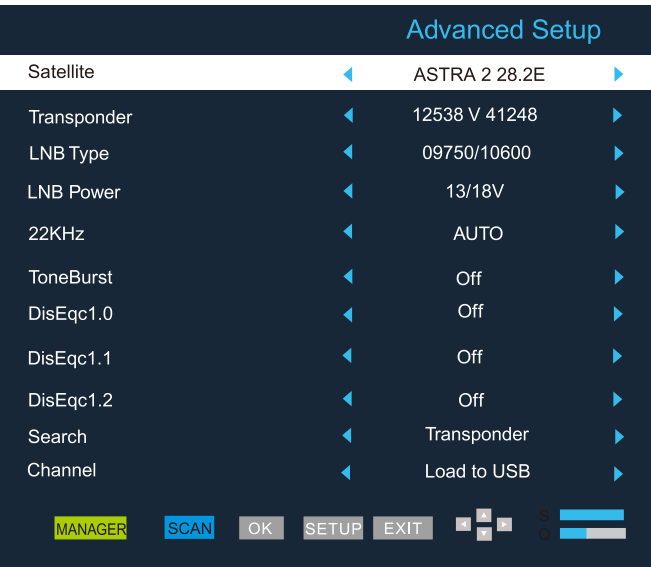 Advanced Setup
Satellite ASTRA 2 28.2E
Transponder 12538 V 41248
LNB Type 09750/10600
LNB Power 13/18V
22KHz AUTO
ToneBurst Off
DisEqc1.0 Off
DisEqc1.1 Off
DisEqc1.2 Off
Search Transponder
Channel Load to USB
MANAGER SCAN OK SETUP EXIT S
Q